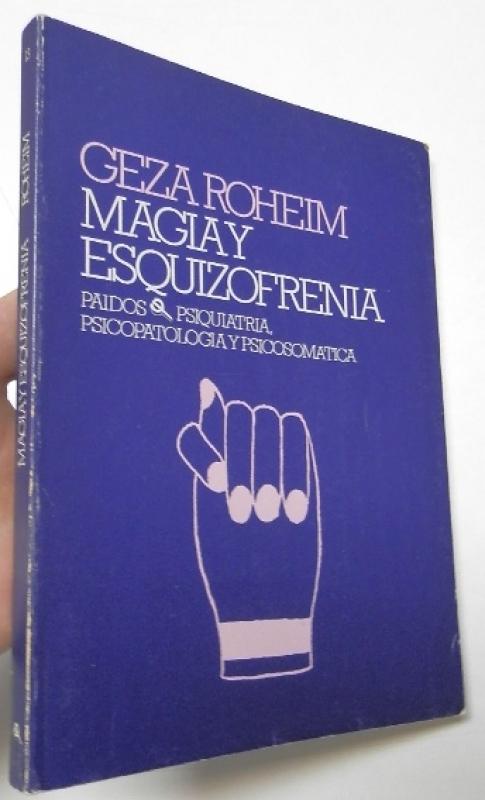 GEZA ROHEIM
MAGIA Y
ESQUIZOFRENIA
PAIDOS PSIQUIATRIA,
PSICOPATOLOGIA Y PSICOSOMATICA
MAGIA Y ESQUIZOFRENIA ROHEIM